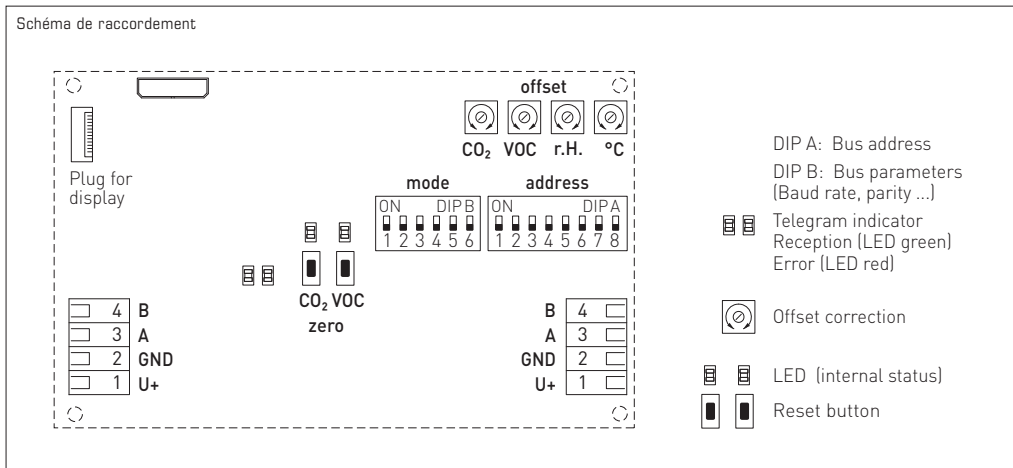 Schéma de raccordement
offset
CO₂ VOC r.H. °C
Plug for
display
mode
ON DIP B
1 2 3 4 5 6
address
ON DIP A
1 2 3 4 5 6 7 8
CO₂ VOC
zero
4 B
3 A
2 GND
1 U+
B 4
A 3
GND 2
U+ 1
DIP A: Bus address
DIP B: Bus parameters
(Baud rate, parity ...)
Telegram indicator
Reception (LED green)
Error (LED red)
Offset correction
LED (internal status)
Reset button